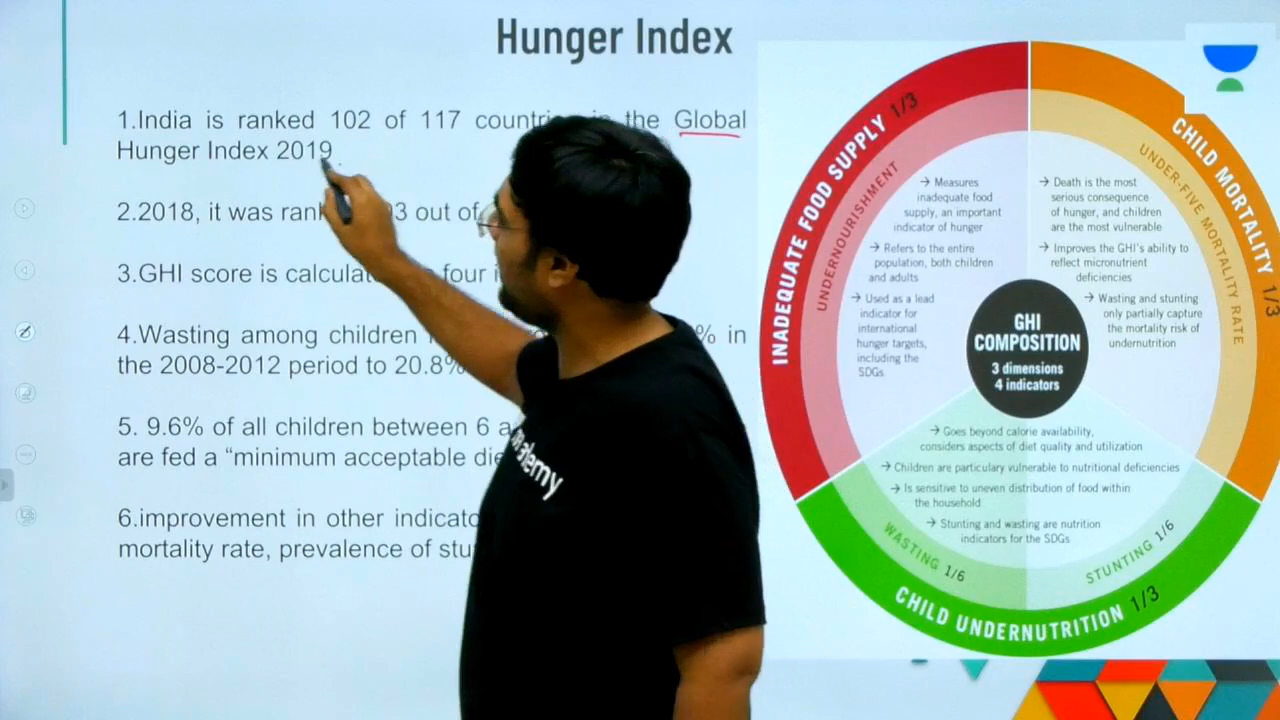 Hunger Index
1.India is ranked 102 of 117 countries in the Global
Hunger Index 2019
2.2018, it was 3 out of
3.GHI score is four
4.Wasting among children % in
the 2008-2012 period to 20.8%
5. 9.6% of all children between 6
are fed a “minimum acceptable
6.improvement in other
mortality rate, prevalence of
emy
INADEQUATE FOOD SUPPLY 1/3
UNDERNOURISHMENT
→ Measures
inadequate food
supply, an important
indicator of hunger
→ Refers to the entire
population, both children
and adults
→ Used as a lead
indicator for
international
hunger targets,
including the
SDGs
CHILD MORTALITY 1/3
UNDER-FIVE MORTALITY RATE
→ Death is the most
serious consequence
of hunger, and children
are the most vulnerable
→ Improves the GHI's ability to
reflect micronutrient
deficiencies
→ Wasting and stunting
only partially capture
the mortality risk of
undernutrition
GHI
COMPOSITION
3 dimensions
4 indicators
→ Goes beyond calorie availability,
considers aspects of diet quality and utilization
→ Children are particulary vulnerable to nutritional deficiencies
→ Is sensitive to uneven distribution of food within
the household
→ Stunting and wasting are nutrition
indicators for the SDGs
WASTING 1/6
STUNTING 1/6
CHILD UNDERNUTRITION 1/3